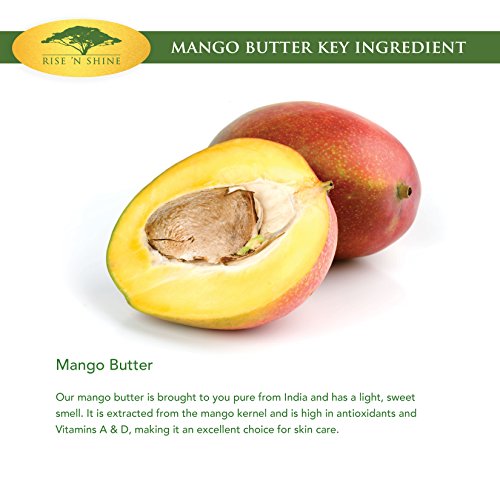 RISE 'N SHINE
MANGO BUTTER KEY INGREDIENT
Mango Butter
Our mango butter is brought to you pure from India and has a light, sweet
smell. It is extracted from the mango kernel and is high in antioxidants and
Vitamins A & D, making it an excellent choice for skin care.